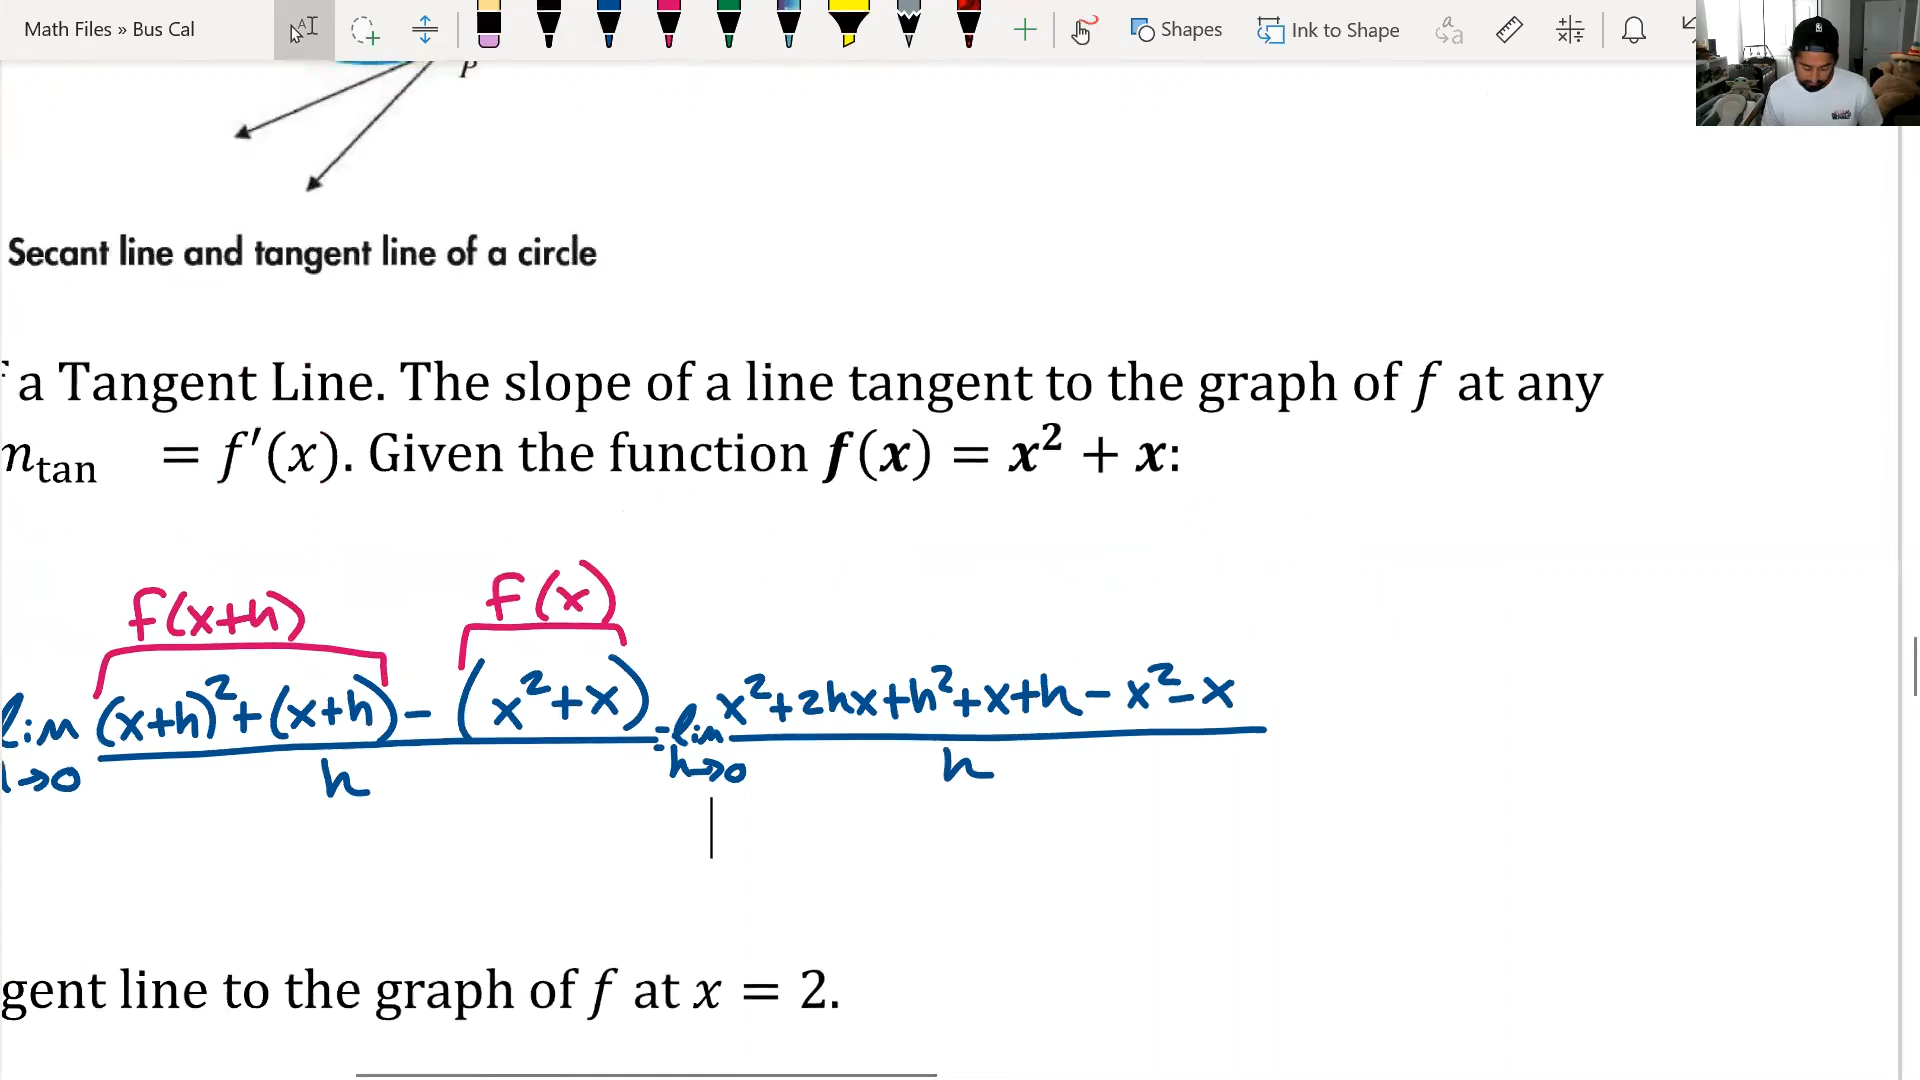 Math Files » Bus Cal
Shapes
Ink to Shape
P
Secant line and tangent line of a circle
a Tangent Line. The slope of a line tangent to the graph of f at any
m_tan = f′(x). Given the function f(x) = x² + x:
f(x+h) f(x)
lim h→0 ((x+h)² + (x+h) - (x² + x)) / h = lim h→0 (x² + 2hx + h² + x + h - x² - x) / h
gent line to the graph of f at x = 2.